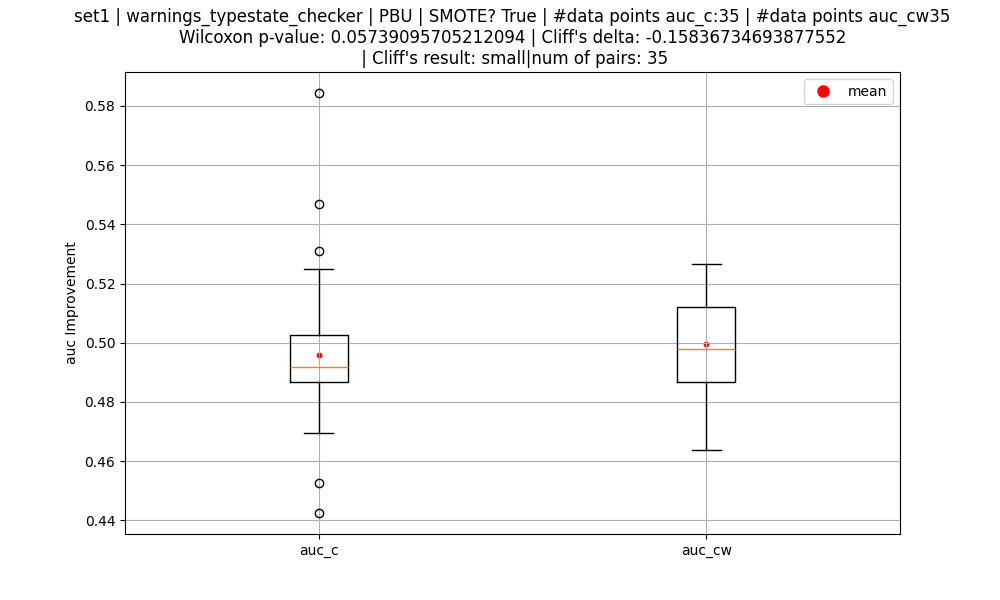 set1 | warnings_typestate_checker | PBU | SMOTE? True | #data points auc_c:35 | #data points auc_cw35
Wilcoxon p-value: 0.05739095705212094 | Cliff's delta: -0.15836734693877552
| Cliff's result: small|num of pairs: 35
mean
0.58
0.56
0.54
0.52
0.50
0.48
0.46
0.44
auc Improvement
auc_c
auc_cw